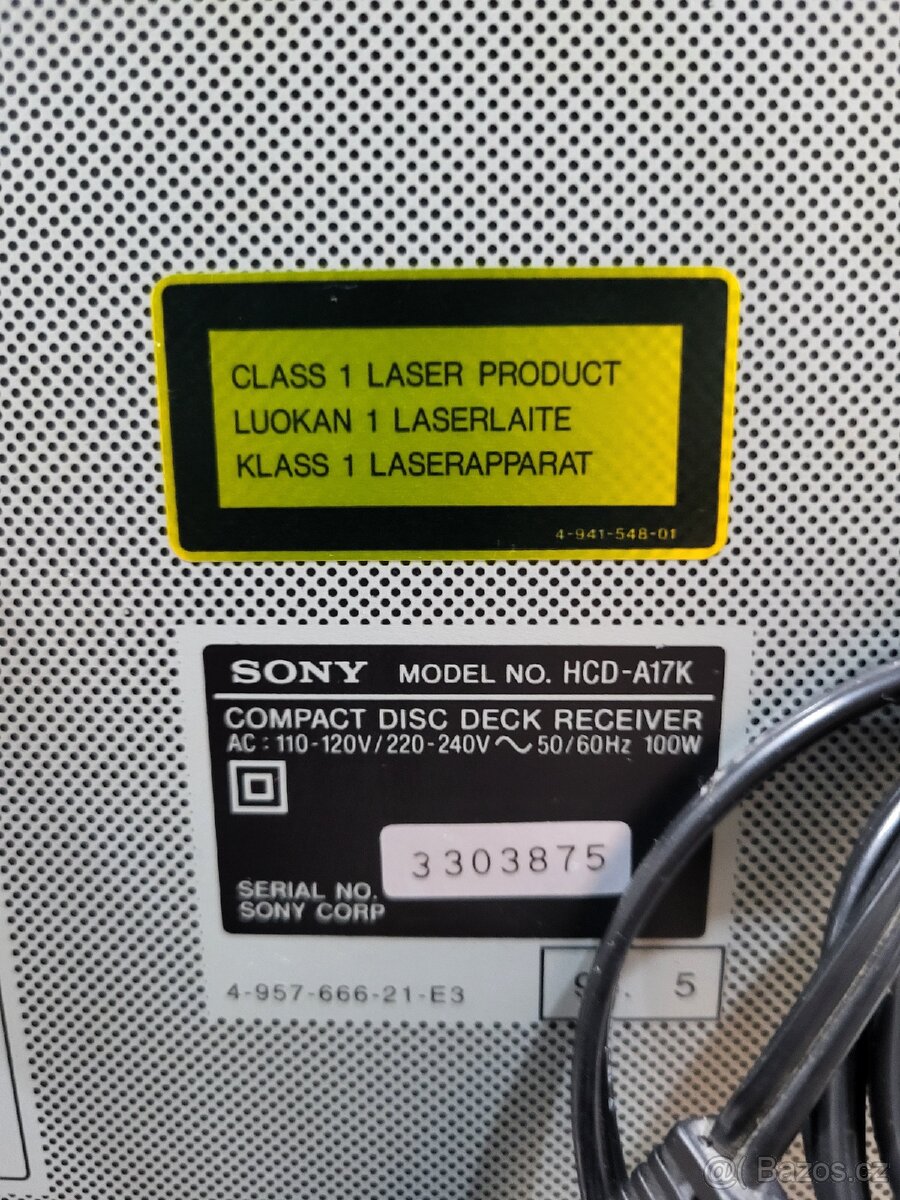 CLASS 1 LASER PRODUCT
LUOKAN 1 LASERLAITE
KLASS 1 LASERAPPARAT
4-941-548-01
SONY MODEL NO. HCD-A17K
COMPACT DISC DECK RECEIVER
AC : 110-120V/220-240V ~ 50/60Hz 100W
3303875
SERIAL NO.
SONY CORP
4-957-666-21-E3
5
@( Bazos.cz